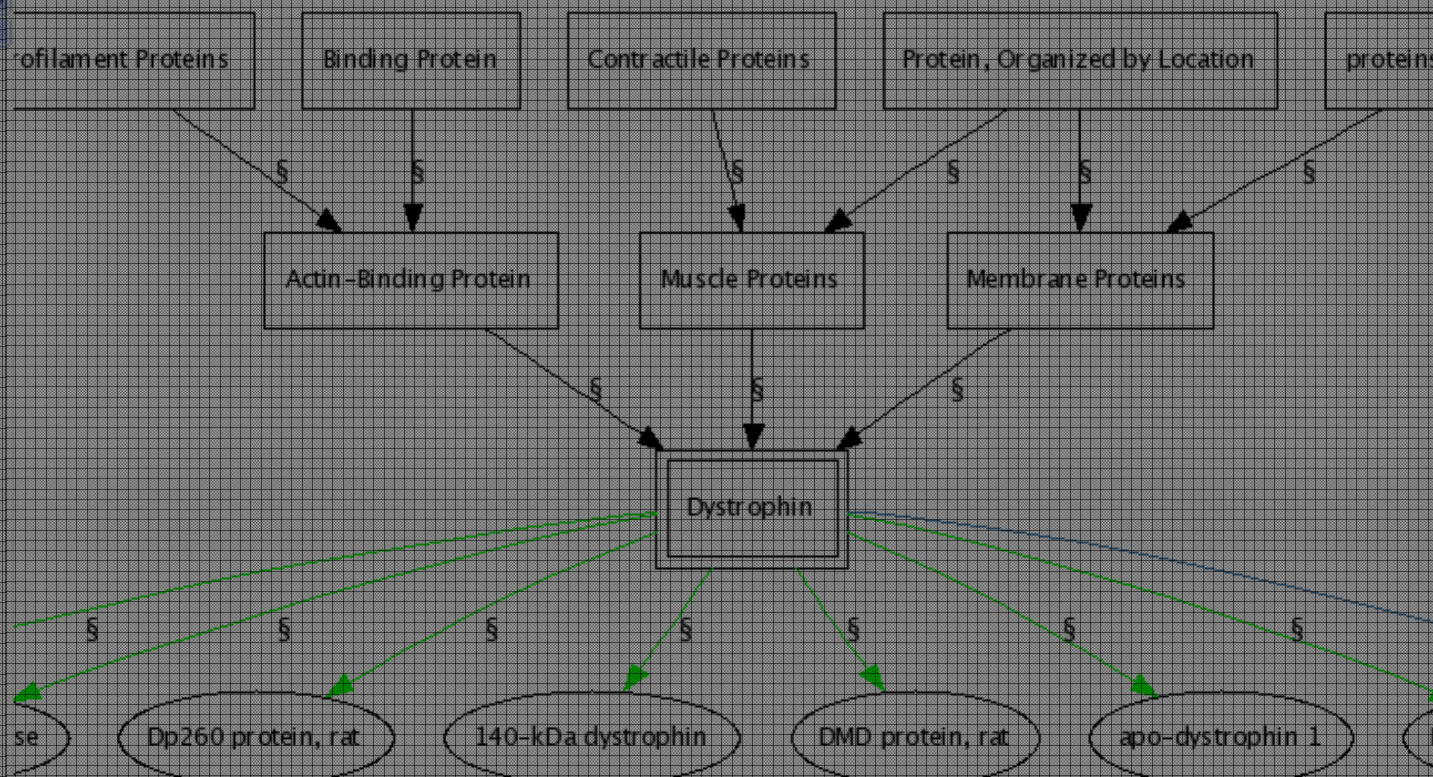 ofilament Proteins
Binding Protein
Contractile Proteins
Protein, Organized by Location
proteins
§ § § § § §
Actin-Binding Protein
Muscle Proteins
Membrane Proteins
§ § §
Dystrophin
§ § § § § § §
se
Dp260 protein, rat
140-kDa dystrophin
DMD protein, rat
apo-dystrophin 1